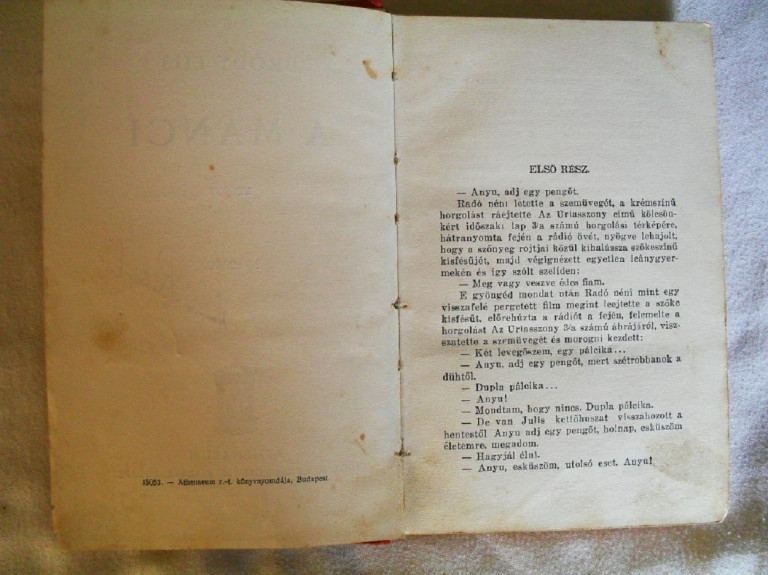 A MANCI
15053. — Athenaeum r.-t. könyvnyomdája, Budapest
ELSŐ RÉSZ.
— Anyu, adj egy pengőt.
Radó néni letette a szemüvegét, a krémszínű
horgolást ráejtette Az Uriasszony című kölcsön-
kért időszaki lap 3/a számú horgolási térképére,
hátranyomta fején a rádió övét, nyögve lehajolt,
hogy a szőnyeg rojtjai közül kihalássza szőkeszínű
kisfésűjét, majd végignézett egyetlen leánygyer-
mekén és így szólt szelíden:
— Meg vagy veszve édes fiam.
E gyöngéd mondat után Radó néni mint egy
visszafelé pergetett film megint leejtette a szőke
kisfésűt, előrehúzta a rádiót a fején, felemelte a
horgolást Az Uriasszony 3/a számú ábrájáról, visz-
szatette a szemüvegét és morogni kezdett:
— Két levegőszem, egy pálcika...
— Anyu, adj egy pengőt, mert szétrobbanok a
dühtől.
— Dupla pálcika...
— Anyu!
— Mondtam, hogy nincs. Dupla pálcika.
— De van Julis kettőhuszat visszahozott a
hentestől Anyu adj egy pengőt, holnap, esküszöm
életemre, megadom.
— Hagyjál élni.
— Anyu, esküszöm, utolsó eset. Anyu!